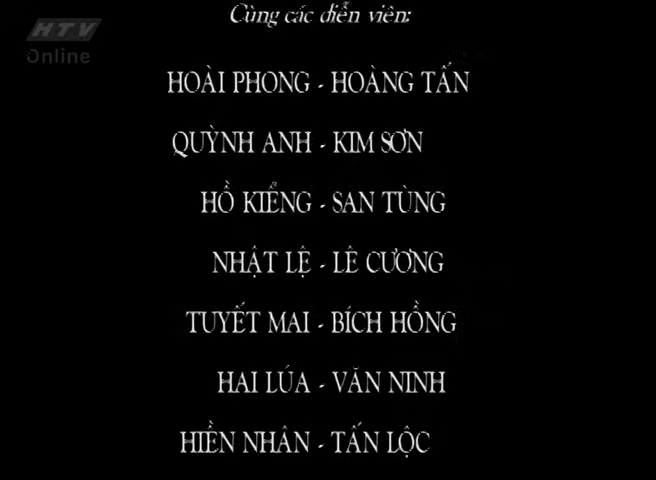 HTV
Online
Cùng các diễn viên:
HOÀI PHONG - HOÀNG TẤN
QUỲNH ANH - KIM SƠN
HỒ KIỂNG - SAN TÙNG
NHẬT LỆ - LÊ CƯƠNG
TUYẾT MAI - BÍCH HỒNG
HAI LÚA - VĂN NINH
HIỀN NHÂN - TẤN LỘC